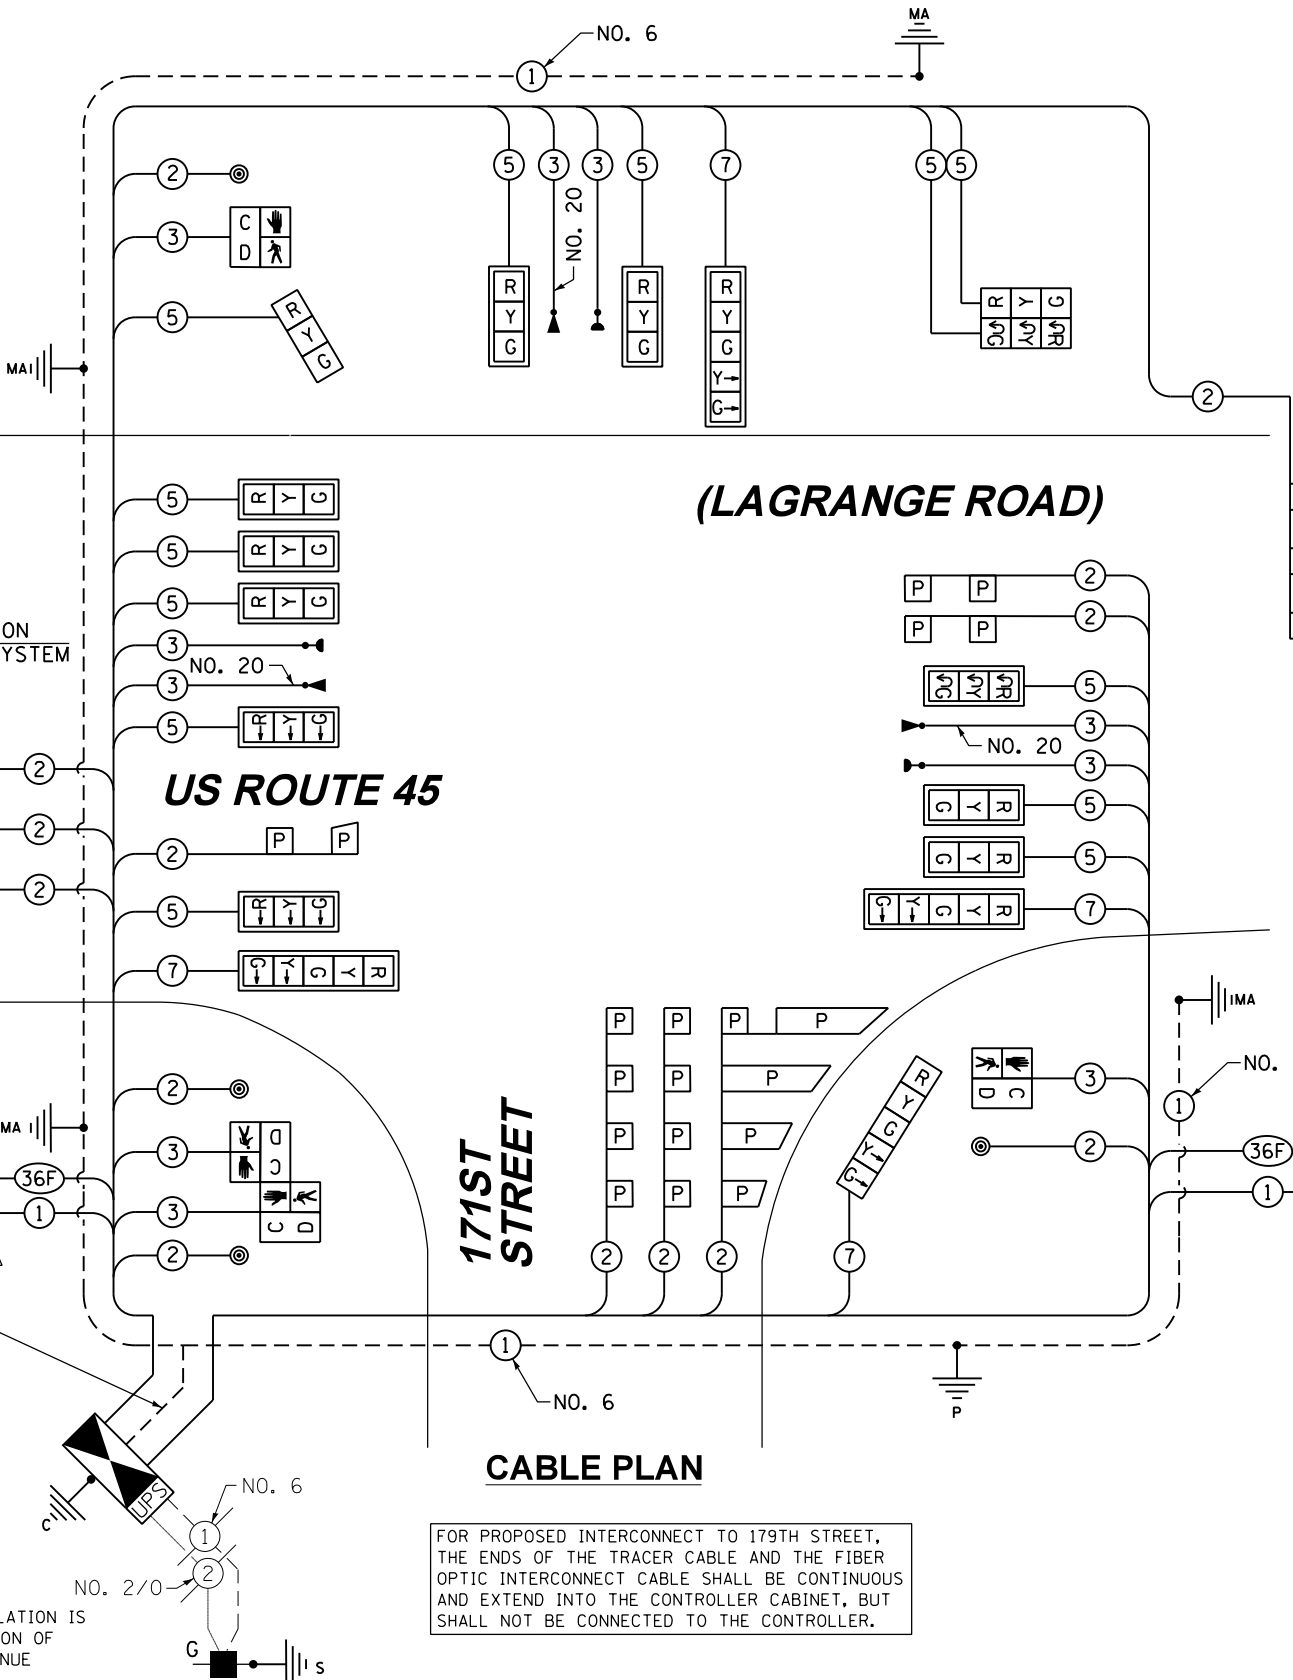 MA
NO. 6
1
2
5
3
3
5
7
5
5
NO. 20
3
C
D
R
Y
G
R
Y
G
R
Y
G
Y
G
R Y G
G Y R
5
R
Y
G
MA
2
(LAGRANGE ROAD)
5
R Y G
5
R Y G
5
R Y G
3
3
NO. 20
5
R Y G
ON
YSTEM
P P
2
P P
2
G Y R
5
3
NO. 20
3
G Y R
5
G Y R
5
G Y G Y R
7
2
2
2
US ROUTE 45
2
P P
5
R Y G
7
G Y G Y R
MA
NO.
1
P P P P
P P P
P P P
P P P
2
2
2
R
Y
G
Y
G
7
D C
3
2
36F
1
2
MA
3
D
C
36F
1
3
C D
2
171ST
STREET
1
NO. 6
P
CABLE PLAN
UPS
C
NO. 6
1
2
NO. 2/0
G
S
FOR PROPOSED INTERCONNECT TO 179TH STREET,
THE ENDS OF THE TRACER CABLE AND THE FIBER
OPTIC INTERCONNECT CABLE SHALL BE CONTINUOUS
AND EXTEND INTO THE CONTROLLER CABINET, BUT
SHALL NOT BE CONNECTED TO THE CONTROLLER.
LATION IS
ON OF
NUE